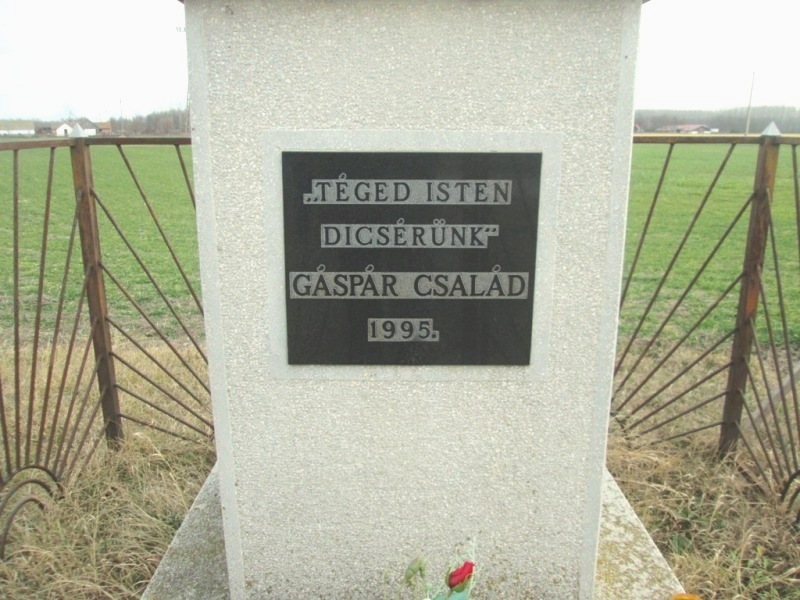 „TÉGED ISTEN
DICSÉRÜNK“
GÁSPÁR CSALÁD
1995.